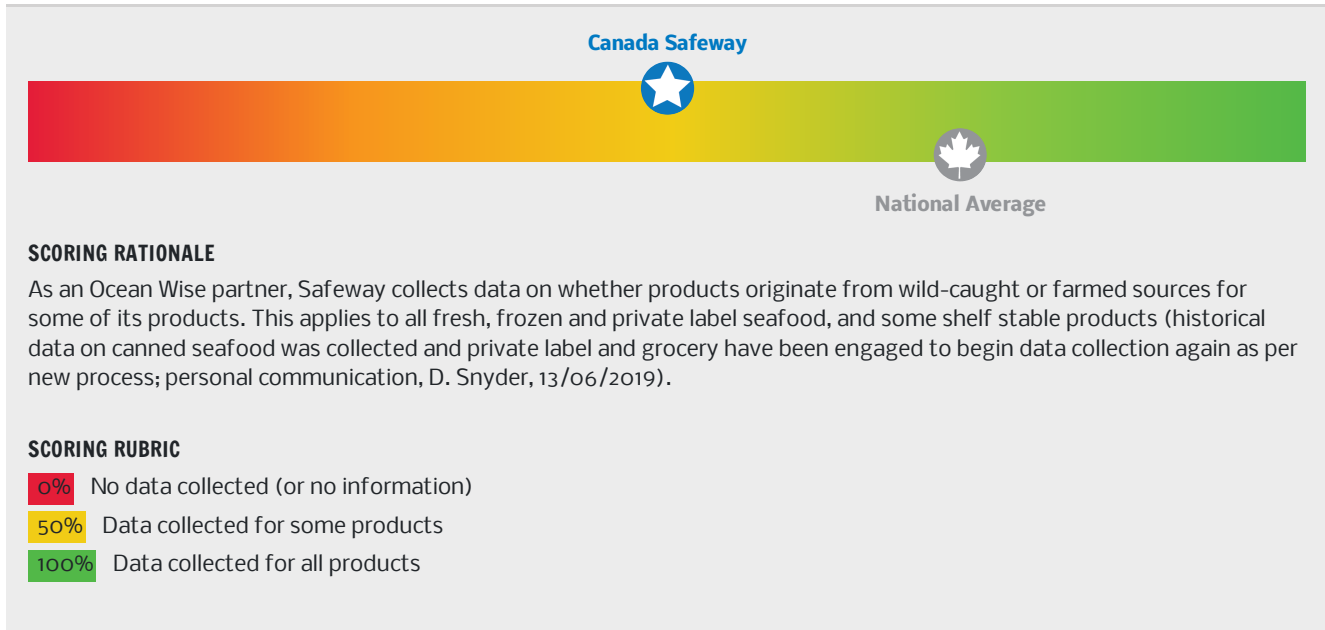 Canada Safeway
National Average
SCORING RATIONALE
As an Ocean Wise partner, Safeway collects data on whether products originate from wild-caught or farmed sources for
some of its products. This applies to all fresh, frozen and private label seafood, and some shelf stable products (historical
data on canned seafood was collected and private label and grocery have been engaged to begin data collection again as per
new process; personal communication, D. Snyder, 13/06/2019).
SCORING RUBRIC
0% No data collected (or no information)
50% Data collected for some products
100% Data collected for all products